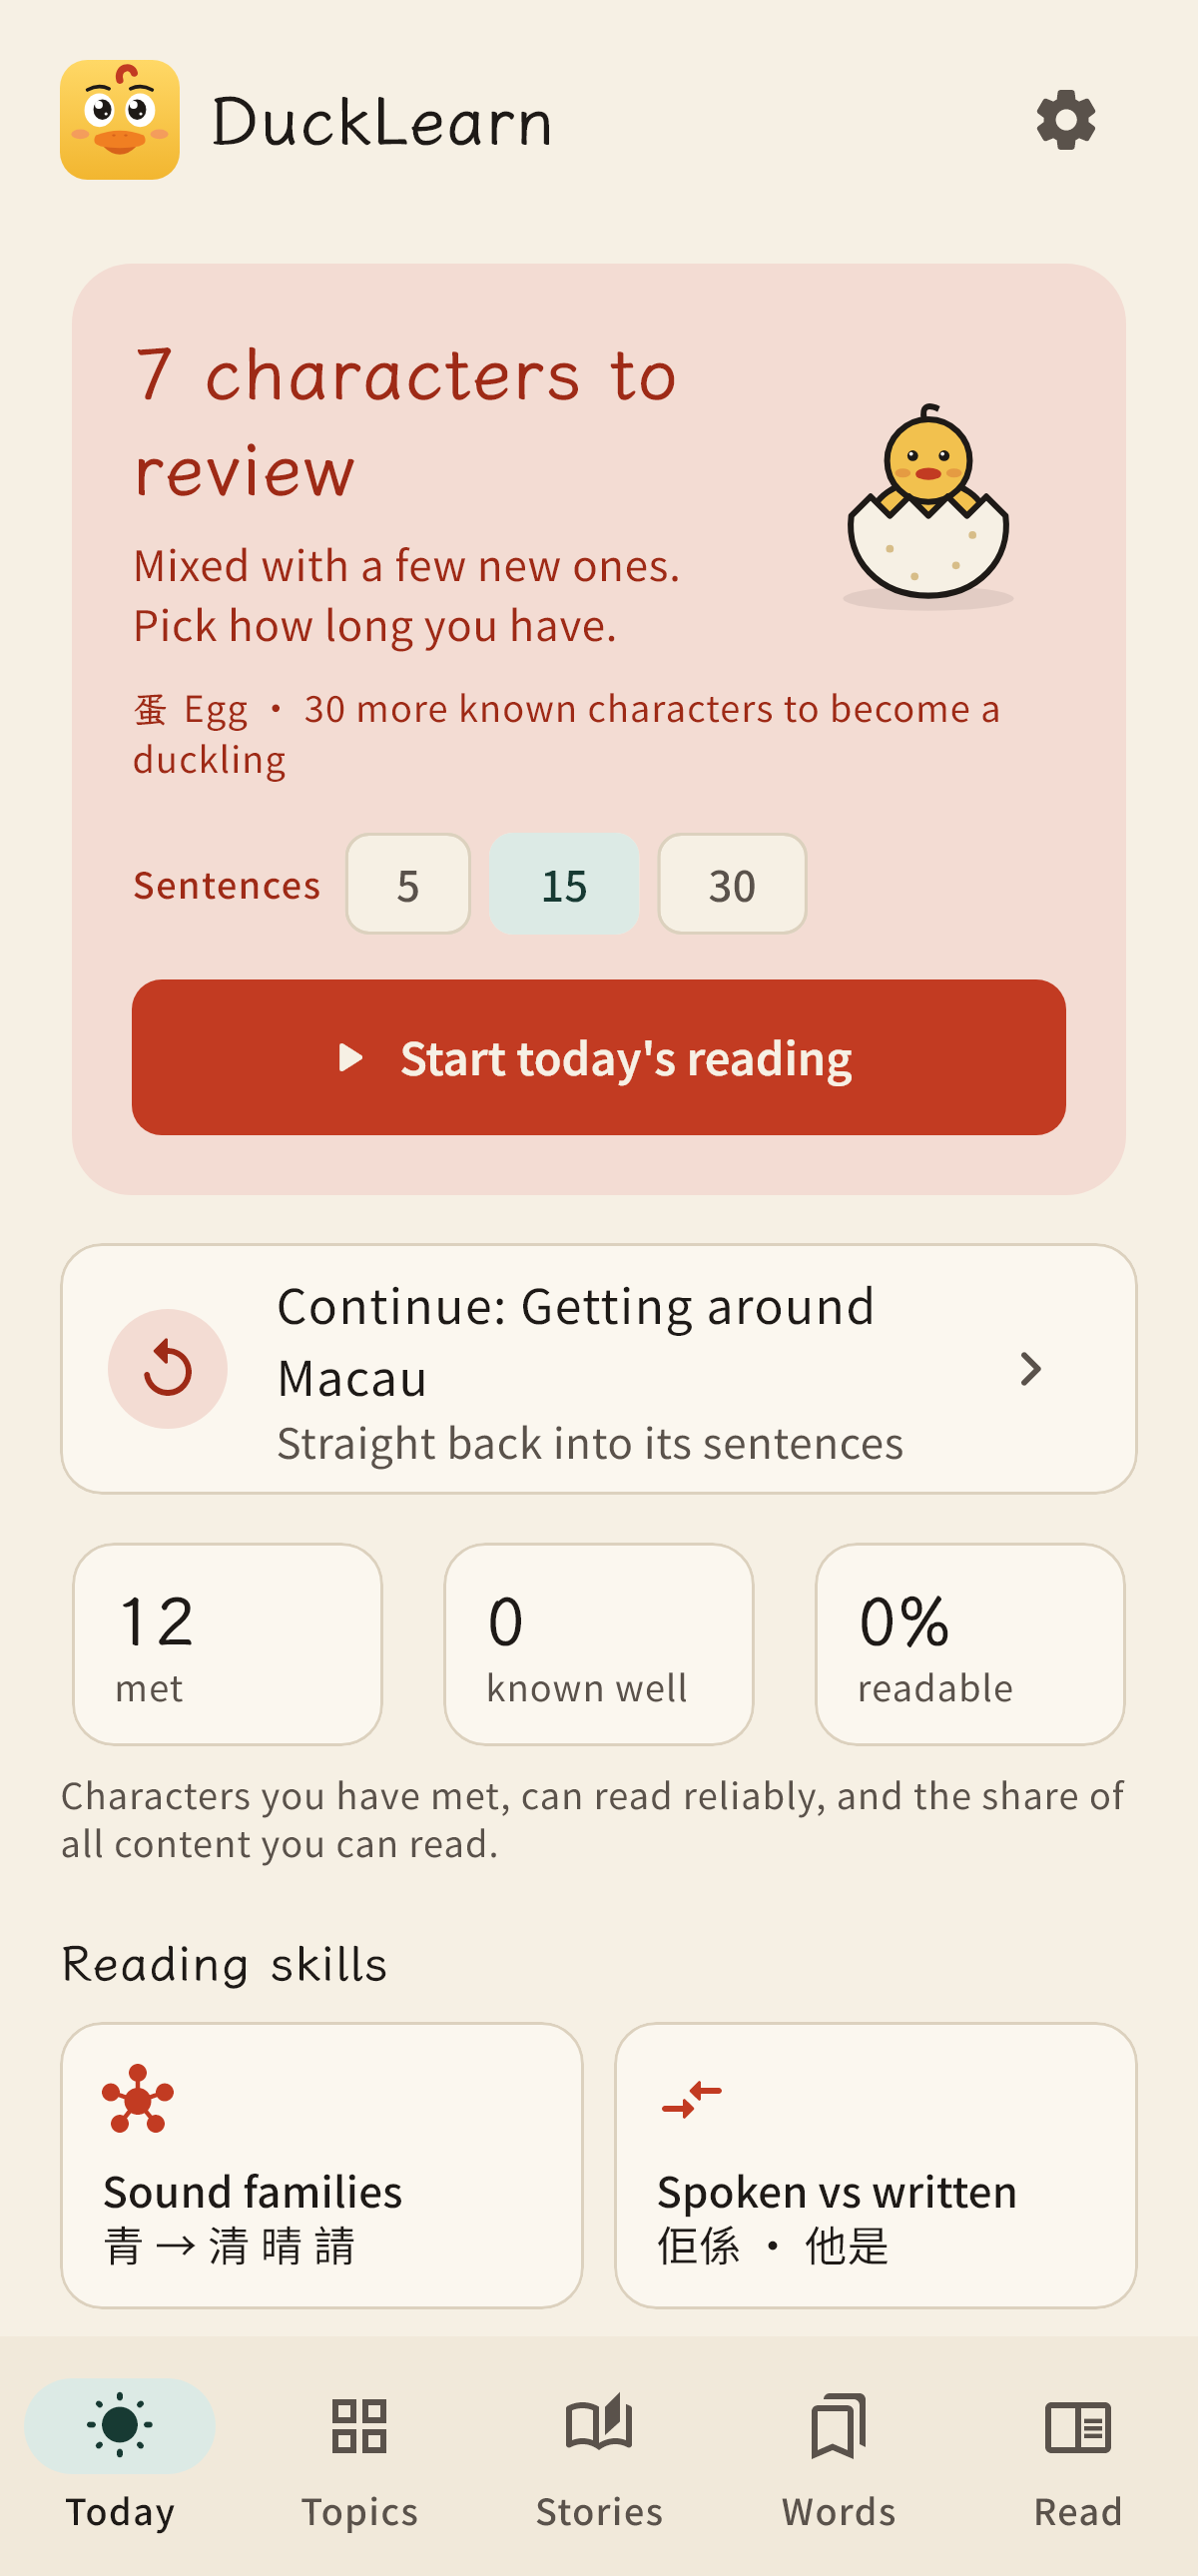 DuckLearn
7 characters to
review
Mixed with a few new ones.
Pick how long you have.
蛋 Egg · 30 more known characters to become a
duckling
Sentences 5 15 30
Start today's reading
Continue: Getting around
Macau
Straight back into its sentences
12 0 0%
met known well readable
Characters you have met, can read reliably, and the share of
all content you can read.
Reading skills
Sound families Spoken vs written
青 → 清 晴 請 佢係 · 他是
Today Topics Stories Words Read